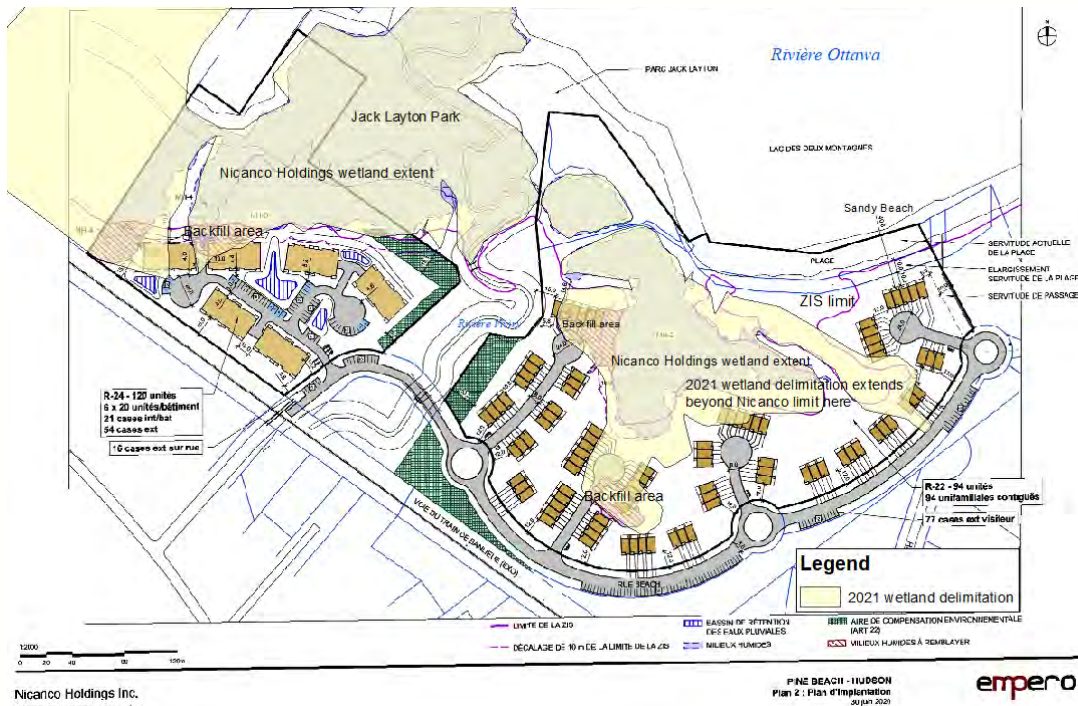 Rivière Ottawa
N
PARC JACK LAYTON
Jack Layton Park
LAC DES DEUX MONTAGNES
Nicanco Holdings wetland extent
Sandy Beach
Backfill area
SERVITUDE ACTUELLE
DE LA PLAGE
PLAGE
ELARGISSEMENT
SERVITUDE DE LA PLAGE
ZIS limit
SERVITUDE DE PASSAGE
Backfill area
Nicanco Holdings wetland extent
2021 wetland delimitation extends
beyond Nicanco limit here
R-24 - 120 unités
6 x 20 unités/bâtiment
21 cases int/bat
54 cases ext
16 cases ext sur rue
R-22 - 94 unités
94 unifamiliales contiguës
77 cases ext visiteur
Backfill area
RUE BEACH
Legend
2021 wetland delimitation
LIMITE DE LA ZIS
BASSIN DE RÉTENTION
DES EAUX PLUVIALES
AIRE DE COMPENSATION ENVIRONNEMENTALE
(ART 22)
DÉCALAGE DE 10 m DE LA LIMITE DE LA ZIS
MILIEUX HUMIDES
MILIEUX HUMIDES À REMBLAYER
0 20 40 80 120m
Nicanco Holdings Inc.
PINE BEACH - HUDSON
Plan 2 : Plan d'implantation
empero